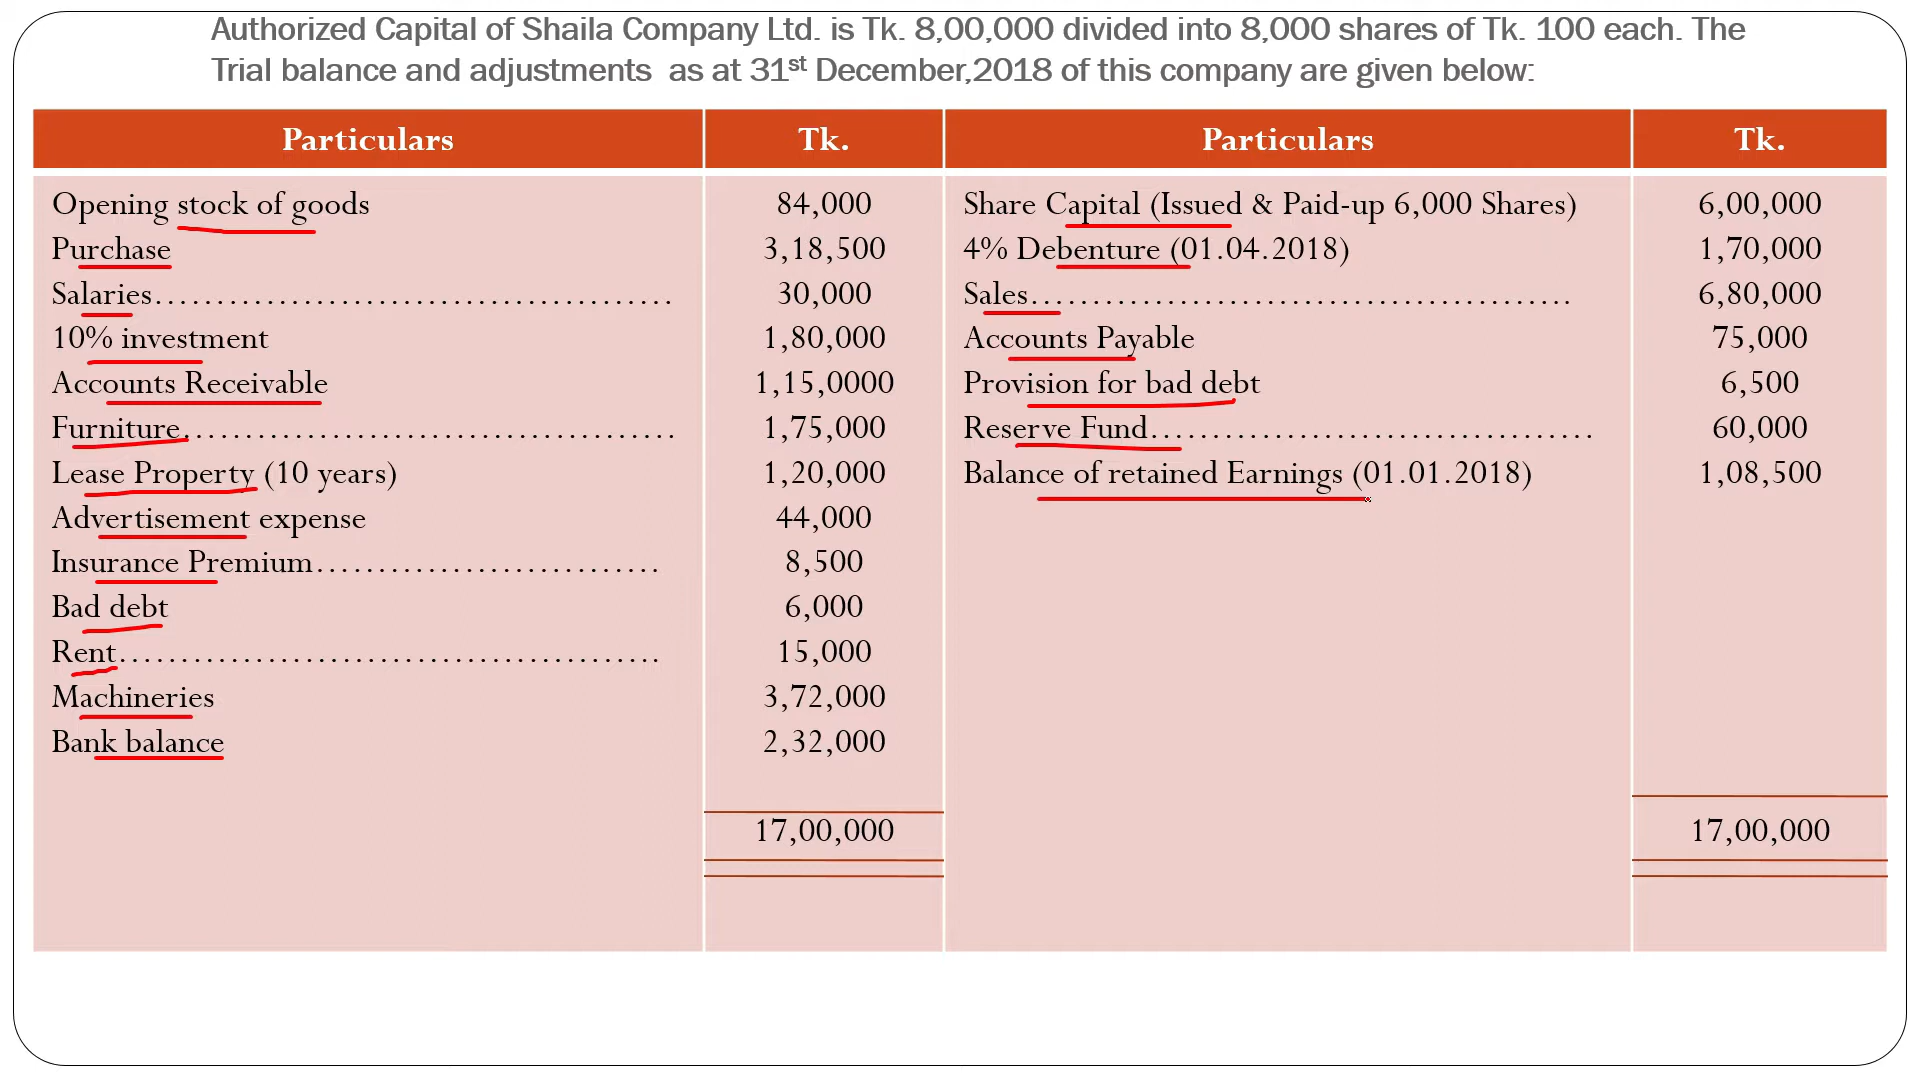 Authorized Capital of Shaila Company Ltd. is Tk. 8,00,000 divided into 8,000 shares of Tk. 100 each. The
Trial balance and adjustments as at 31st December,2018 of this company are given below:
Particulars Tk. Particulars Tk.
Opening stock of goods 84,000 Share Capital (Issued & Paid-up 6,000 Shares) 6,00,000
Purchase 3,18,500 4% Debenture (01.04.2018) 1,70,000
Salaries.......................................... 30,000 Sales............................................ 6,80,000
10% investment 1,80,000 Accounts Payable 75,000
Accounts Receivable 1,15,0000 Provision for bad debt 6,500
Furniture........................................ 1,75,000 Reserve Fund.................................... 60,000
Lease Property (10 years) 1,20,000 Balance of retained Earnings (01.01.2018) 1,08,500
Advertisement expense 44,000
Insurance Premium............................ 8,500
Bad debt 6,000
Rent............................................ 15,000
Machineries 3,72,000
Bank balance 2,32,000
17,00,000 17,00,000